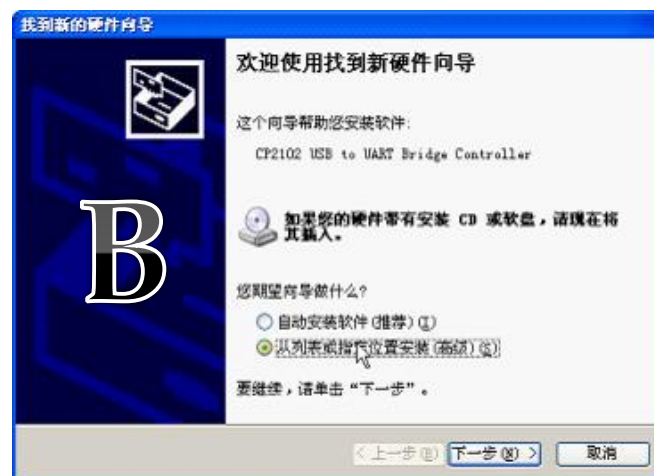 找到新的硬件向导
欢迎使用找到新硬件向导
这个向导帮助您安装软件:
CP2102 USB to UART Bridge Controller
如果您的硬件带有安装 CD 或软盘，请现在将
其插入。
B
您期望向导做什么?
自动安装软件(推荐)(I)
从列表或指定位置安装(高级)(S)
要继续，请单击“下一步”。
<上一步(B) 下一步(N) > 取消